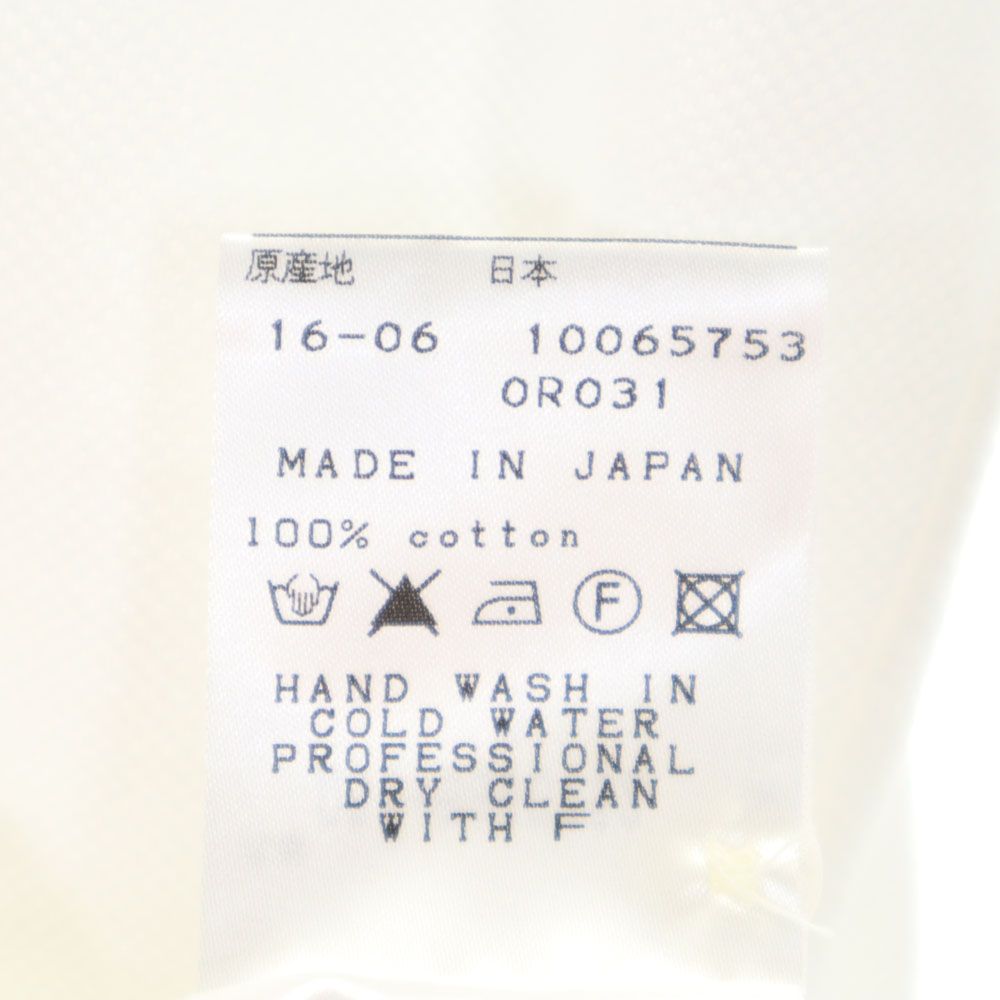 原産地 日本
16-06 10065753
0R031
MADE IN JAPAN
100% cotton
F
HAND WASH IN
COLD WATER
PROFESSIONAL
DRY CLEAN
WITH F